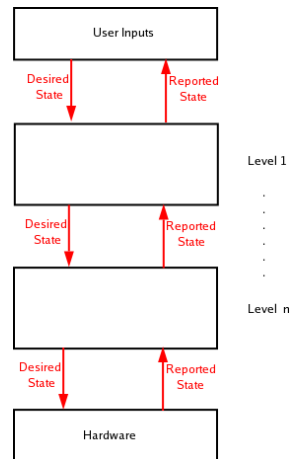 User Inputs
Desired
State
Reported
State
Level 1
Desired
State
Reported
State
Level n
Desired
State
Reported
State
Hardware